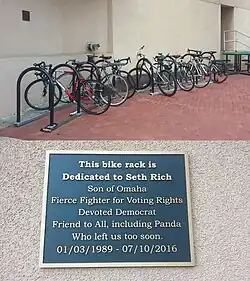 This bike rack is
Dedicated to Seth Rich
Son of Omaha
Fierce Fighter for Voting Rights
Devoted Democrat
Friend to All, including Panda
Who left us too soon.
01/03/1989 - 07/10/2016